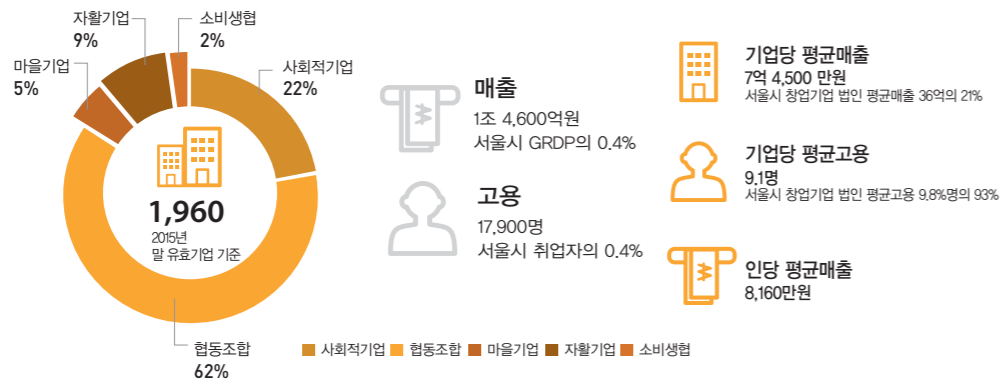 자활기업
9%
소비생협
2%
마을기업
5%
사회적기업
22%
1,960
2015년
말 유효기업 기준
협동조합
62%
매출
1조 4,600억원
서울시 GRDP의 0.4%
고용
17,900명
서울시 취업자의 0.4%
기업당 평균매출
7억 4,500 만원
서울시 창업기업 법인 평균매출 36억의 21%
기업당 평균고용
9.1명
서울시 창업기업 법인 평균고용 9.8%명의 93%
인당 평균매출
8,160만원
사회적기업 협동조합 마을기업 자활기업 소비생협